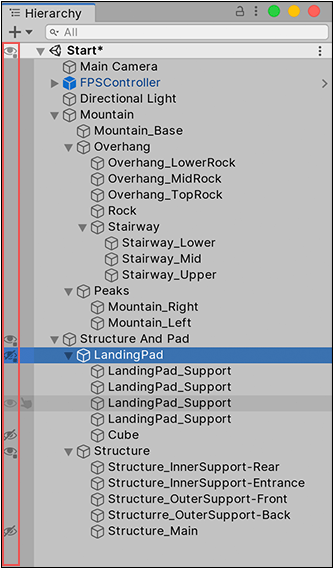 Hierarchy
All
Start*
Main Camera
FPSController
Directional Light
Mountain
Mountain_Base
Overhang
Overhang_LowerRock
Overhang_MidRock
Overhang_TopRock
Rock
Stairway
Stairway_Lower
Stairway_Mid
Stairway_Upper
Peaks
Mountain_Right
Mountain_Left
Structure And Pad
LandingPad
LandingPad_Support
LandingPad_Support
LandingPad_Support
LandingPad_Support
Cube
Structure
Structure_InnerSupport-Rear
Structure_InnerSupport-Entrance
Structure_OuterSupport-Front
Structurre_OuterSupport-Back
Structure_Main